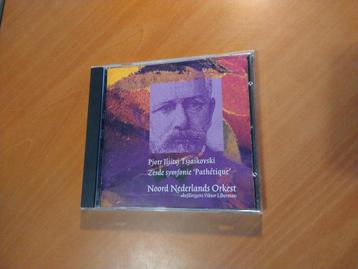 Pjotr Iljitsj Tsjaikovski
Zesde symfonie 'Pathétique'
Noord Nederlands Orkest
chefdirigent Viktor Liberman